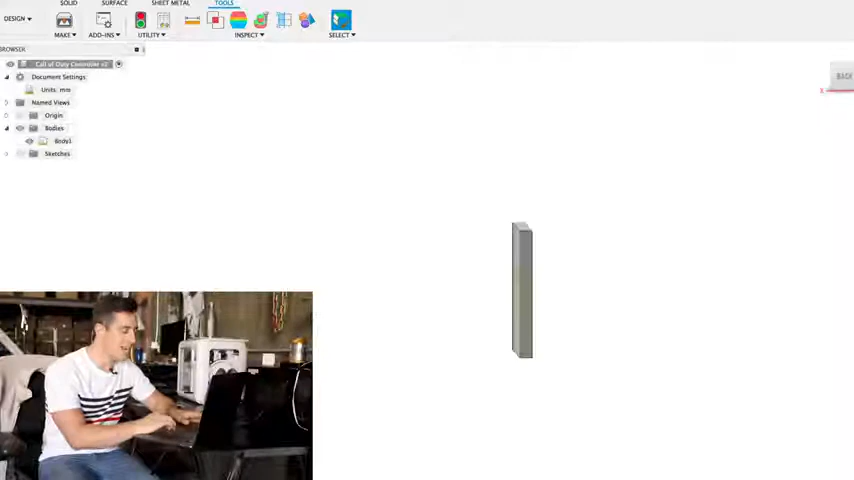 SOLID SURFACE SHEET METAL TOOLS
DESIGN
MAKE ADD-INS UTILITY INSPECT SELECT
BROWSER
Call of Duty Controller v2
Document Settings
Units: mm
Named Views
Origin
Bodies
Body1
Sketches
BACK
X